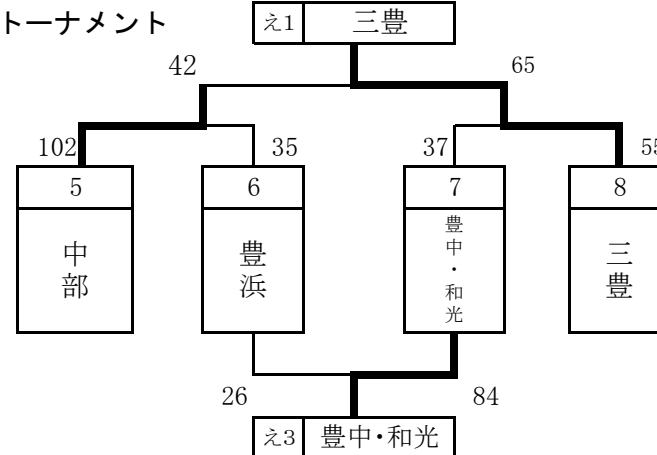 トーナメント
え1 三豊
42 65
102 35 37 55
5 6 7 8
中部 豊浜 豊中・和光 三豊
26 84
え3 豊中・和光